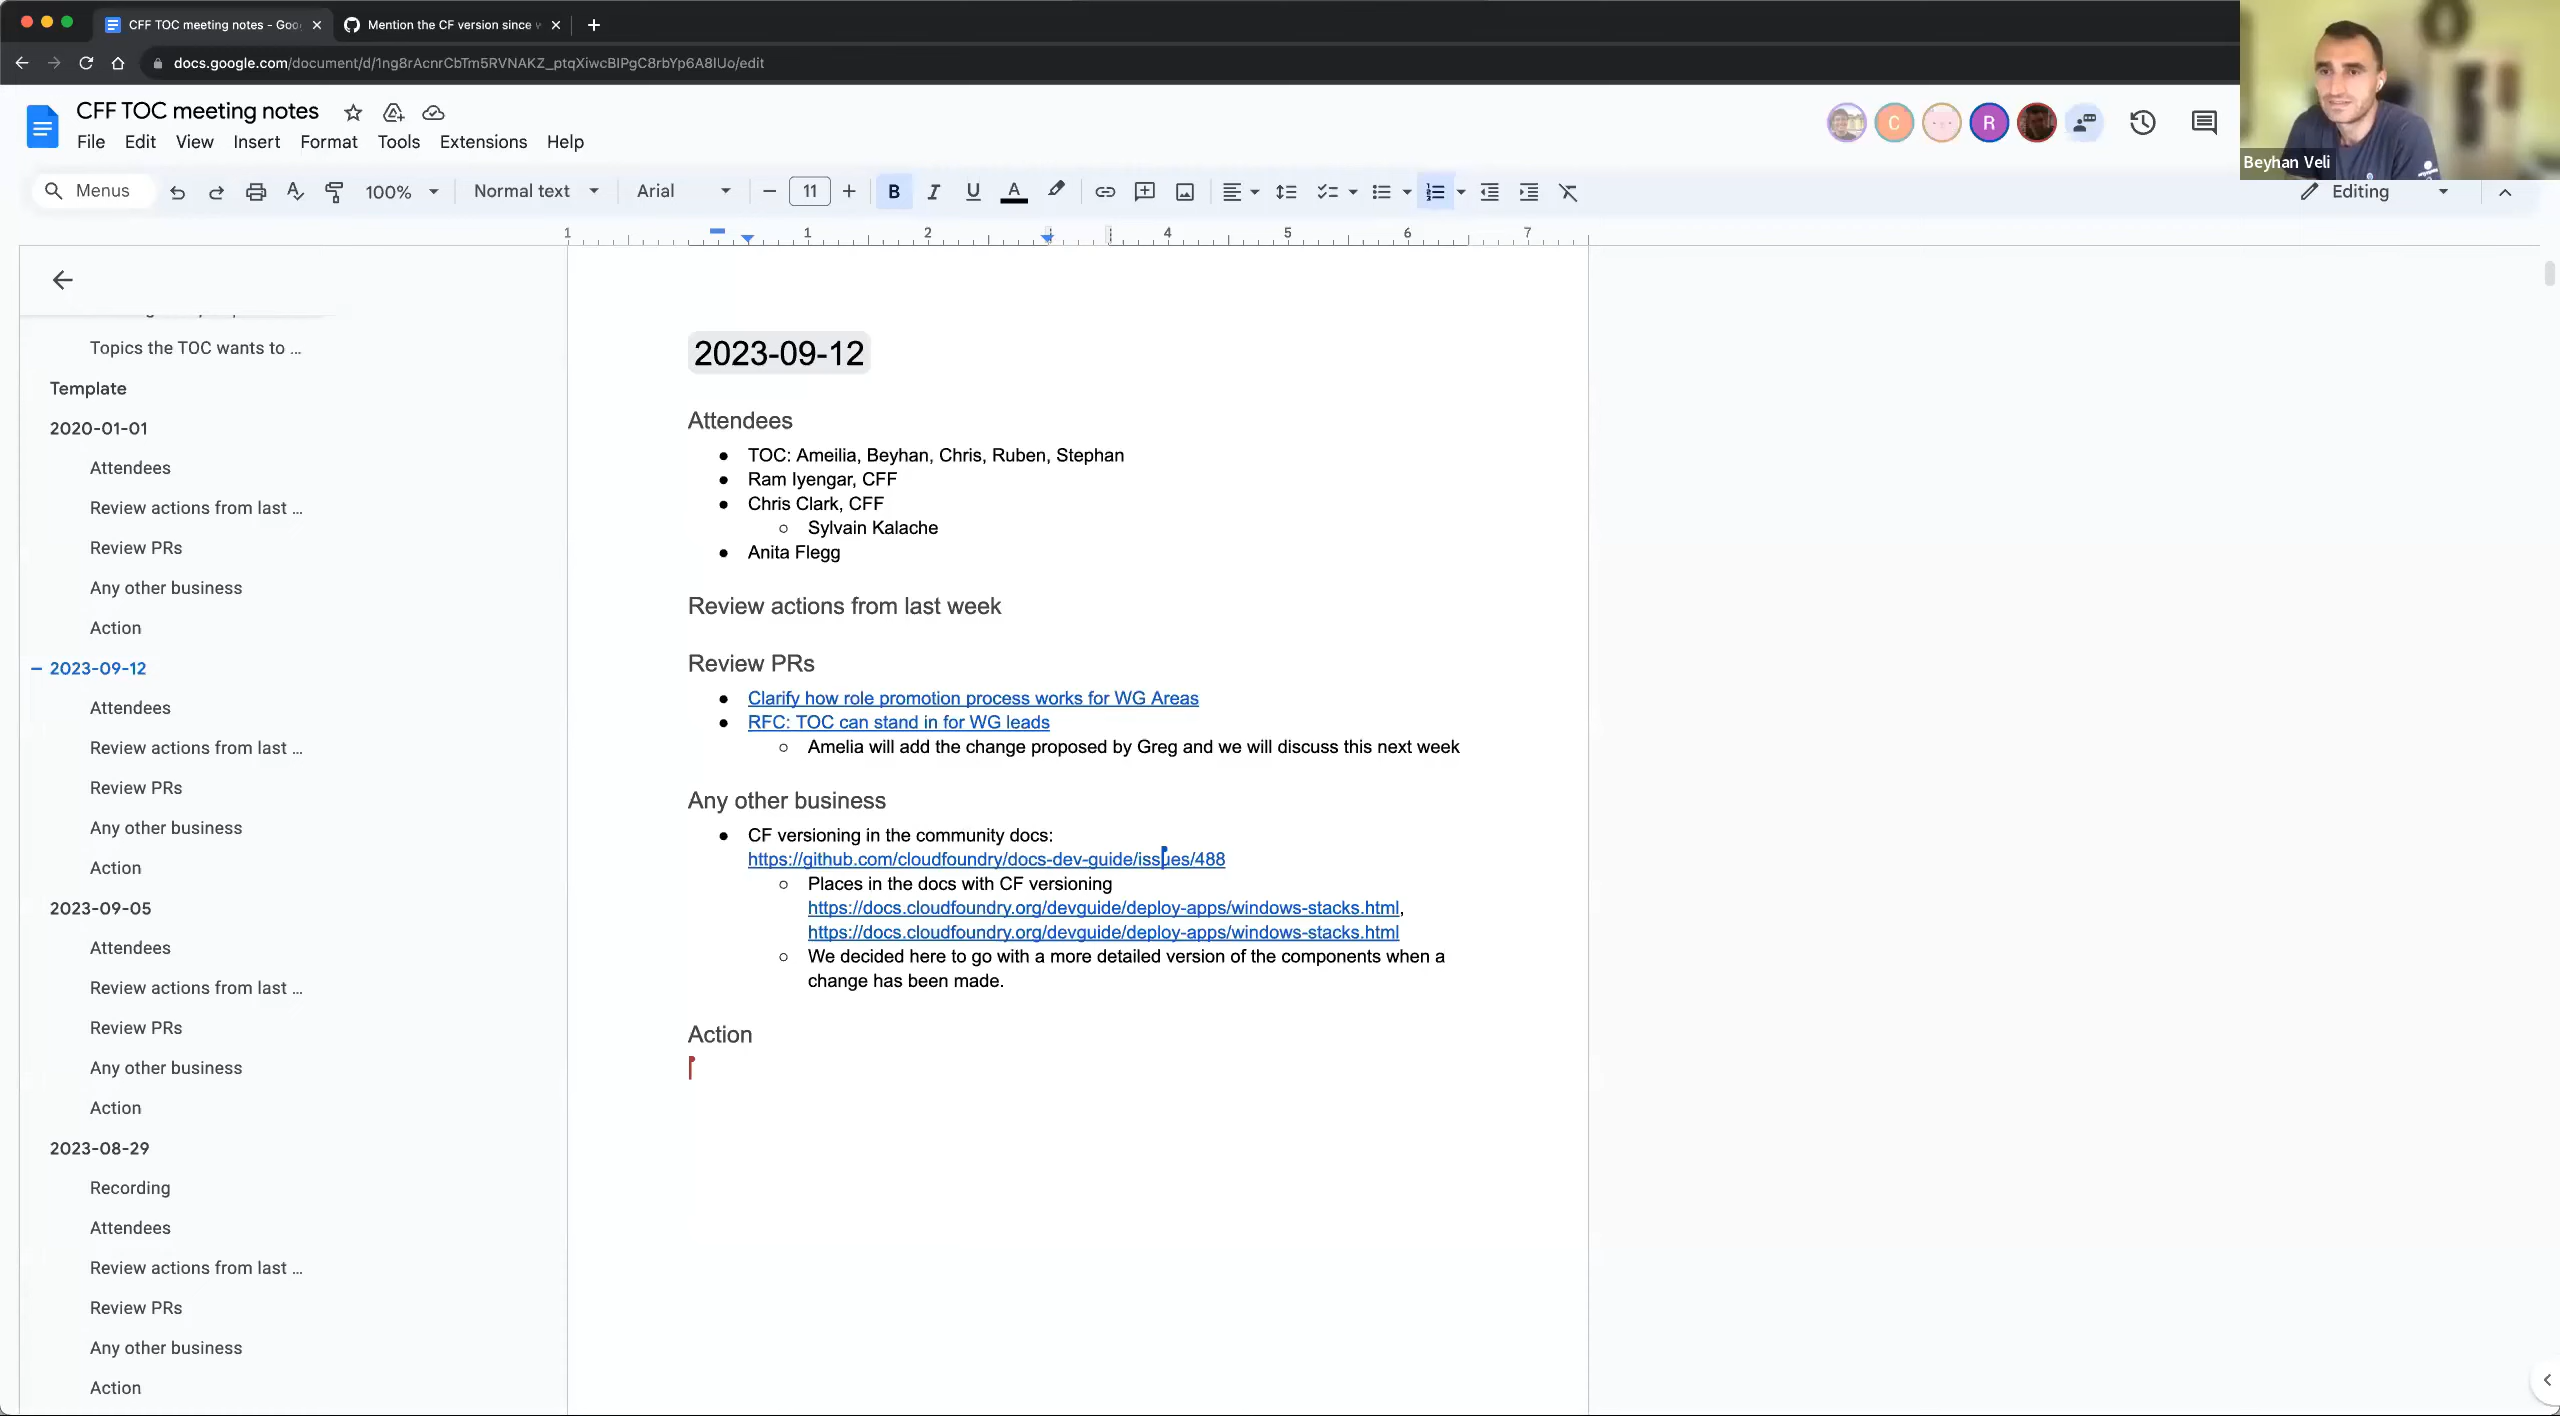 CFF TOC meeting notes - Goo
Mention the CF version since w
docs.google.com/document/d/1ng8rAcnrCbTm5RVNAKZ_ptqXiwcBIPgC8rbYp6A8IUo/edit
CFF TOC meeting notes
File Edit View Insert Format Tools Extensions Help
C
R
Beyhan Veli
Menus 100% Normal text Arial 11 B I U A Editing
1 1 2 4 5 6 7
Topics the TOC wants to ...
Template
2020-01-01
Attendees
Review actions from last ...
Review PRs
Any other business
Action
2023-09-12
Attendees
Review actions from last ...
Review PRs
Any other business
Action
2023-09-05
Attendees
Review actions from last ...
Review PRs
Any other business
Action
2023-08-29
Recording
Attendees
Review actions from last ...
Review PRs
Any other business
Action
2023-09-12
Attendees
TOC: Ameilia, Beyhan, Chris, Ruben, Stephan
Ram Iyengar, CFF
Chris Clark, CFF
Sylvain Kalache
Anita Flegg
Review actions from last week
Review PRs
Clarify how role promotion process works for WG Areas
RFC: TOC can stand in for WG leads
Amelia will add the change proposed by Greg and we will discuss this next week
Any other business
CF versioning in the community docs:
https://github.com/cloudfoundry/docs-dev-guide/issues/488
Places in the docs with CF versioning
https://docs.cloudfoundry.org/devguide/deploy-apps/windows-stacks.html,
https://docs.cloudfoundry.org/devguide/deploy-apps/windows-stacks.html
We decided here to go with a more detailed version of the components when a
change has been made.
Action